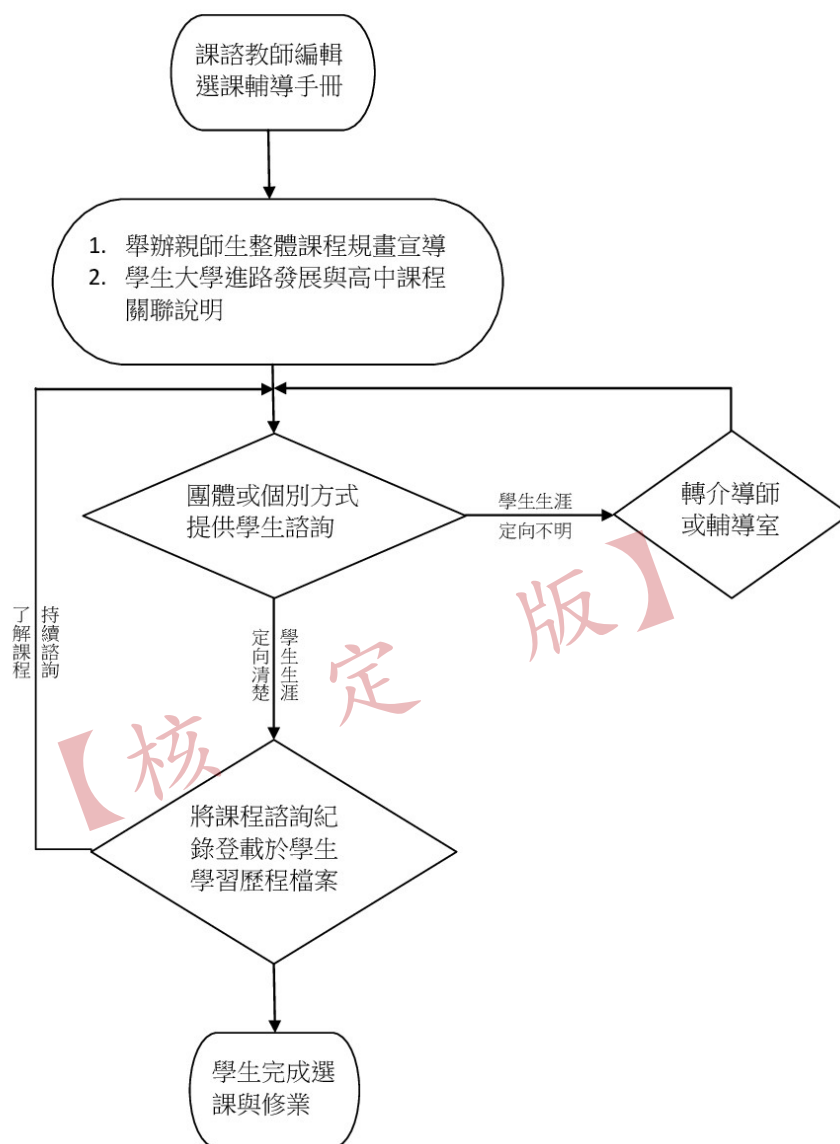 課諮教師編輯
選課輔導手冊
1. 舉辦親師生整體課程規畫宣導
2. 學生大學進路發展與高中課程
關聯說明
團體或個別方式
提供學生諮詢
學生生涯
定向不明
轉介導師
或輔導室
持續諮詢
了解課程
學生生涯
定向清楚
【核定版】
將課程諮詢紀
錄登載於學生
學習歷程檔案
學生完成選
課與修業